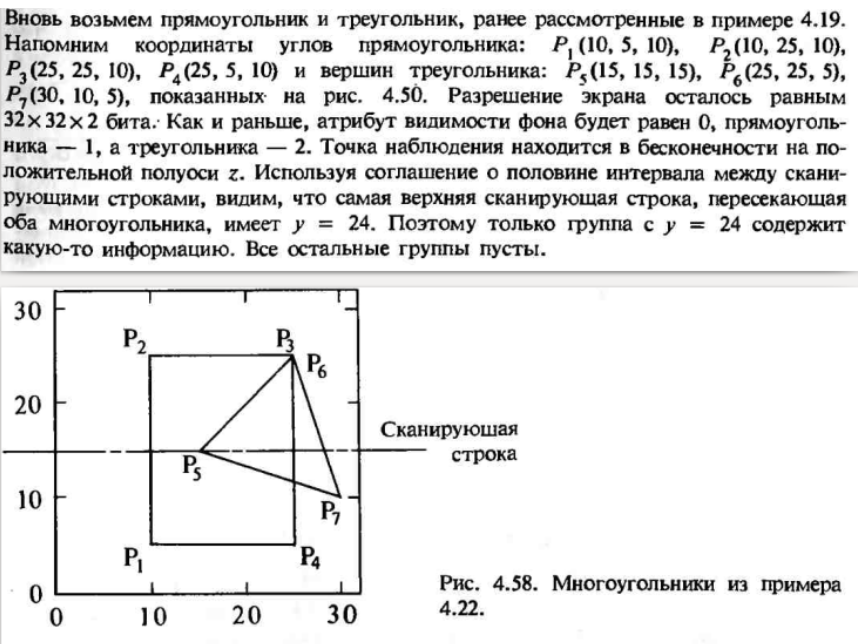 Вновь возьмем прямоугольник и треугольник, ранее рассмотренные в примере 4.19.
Напомним координаты углов прямоугольника: P₁(10, 5, 10), P₂(10, 25, 10),
P₃(25, 25, 10), P₄(25, 5, 10) и вершин треугольника: P₅(15, 15, 15), P₆(25, 25, 5),
P₇(30, 10, 5), показанных на рис. 4.50. Разрешение экрана осталось равным
32×32×2 бита. Как и раньше, атрибут видимости фона будет равен 0, прямоуголь-
ника — 1, а треугольника — 2. Точка наблюдения находится в бесконечности на по-
ложительной полуоси z. Используя соглашение о половине интервала между скани-
рующими строками, видим, что самая верхняя сканирующая строка, пересекающая
оба многоугольника, имеет y = 24. Поэтому только группа с y = 24 содержит
какую-то информацию. Все остальные группы пусты.
30
P₂
P₃
P₆
20
Сканирующая
строка
P₅
10
P₇
P₁
P₄
0
0 10 20 30
Рис. 4.58. Многоугольники из примера
4.22.